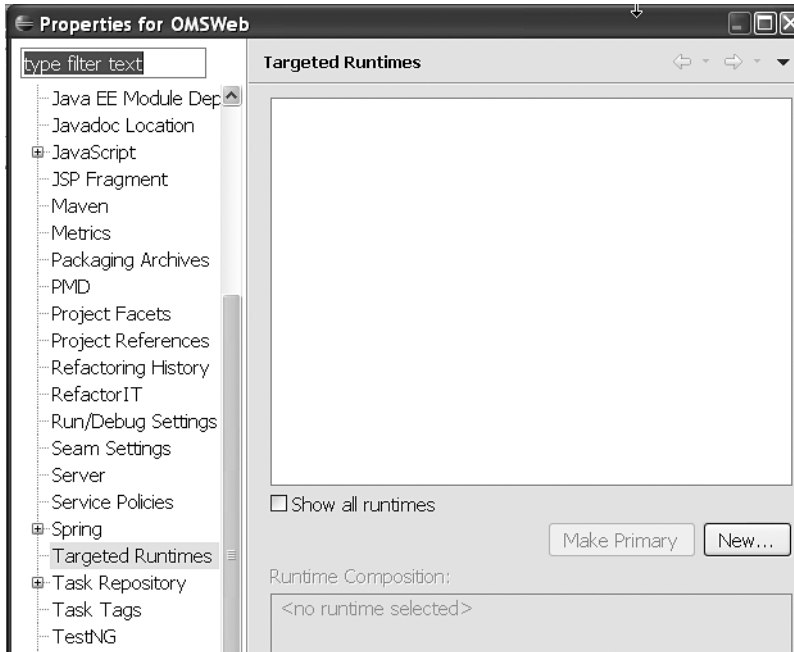 Properties for OMSWeb
type filter text
Targeted Runtimes
Java EE Module Dep
Javadoc Location
JavaScript
JSP Fragment
Maven
Metrics
Packaging Archives
PMD
Project Facets
Project References
Refactoring History
RefactorIT
Run/Debug Settings
Seam Settings
Server
Service Policies
Spring
Targeted Runtimes
Task Repository
Task Tags
TestNG
Show all runtimes
Make Primary
New...
Runtime Composition:
<no runtime selected>